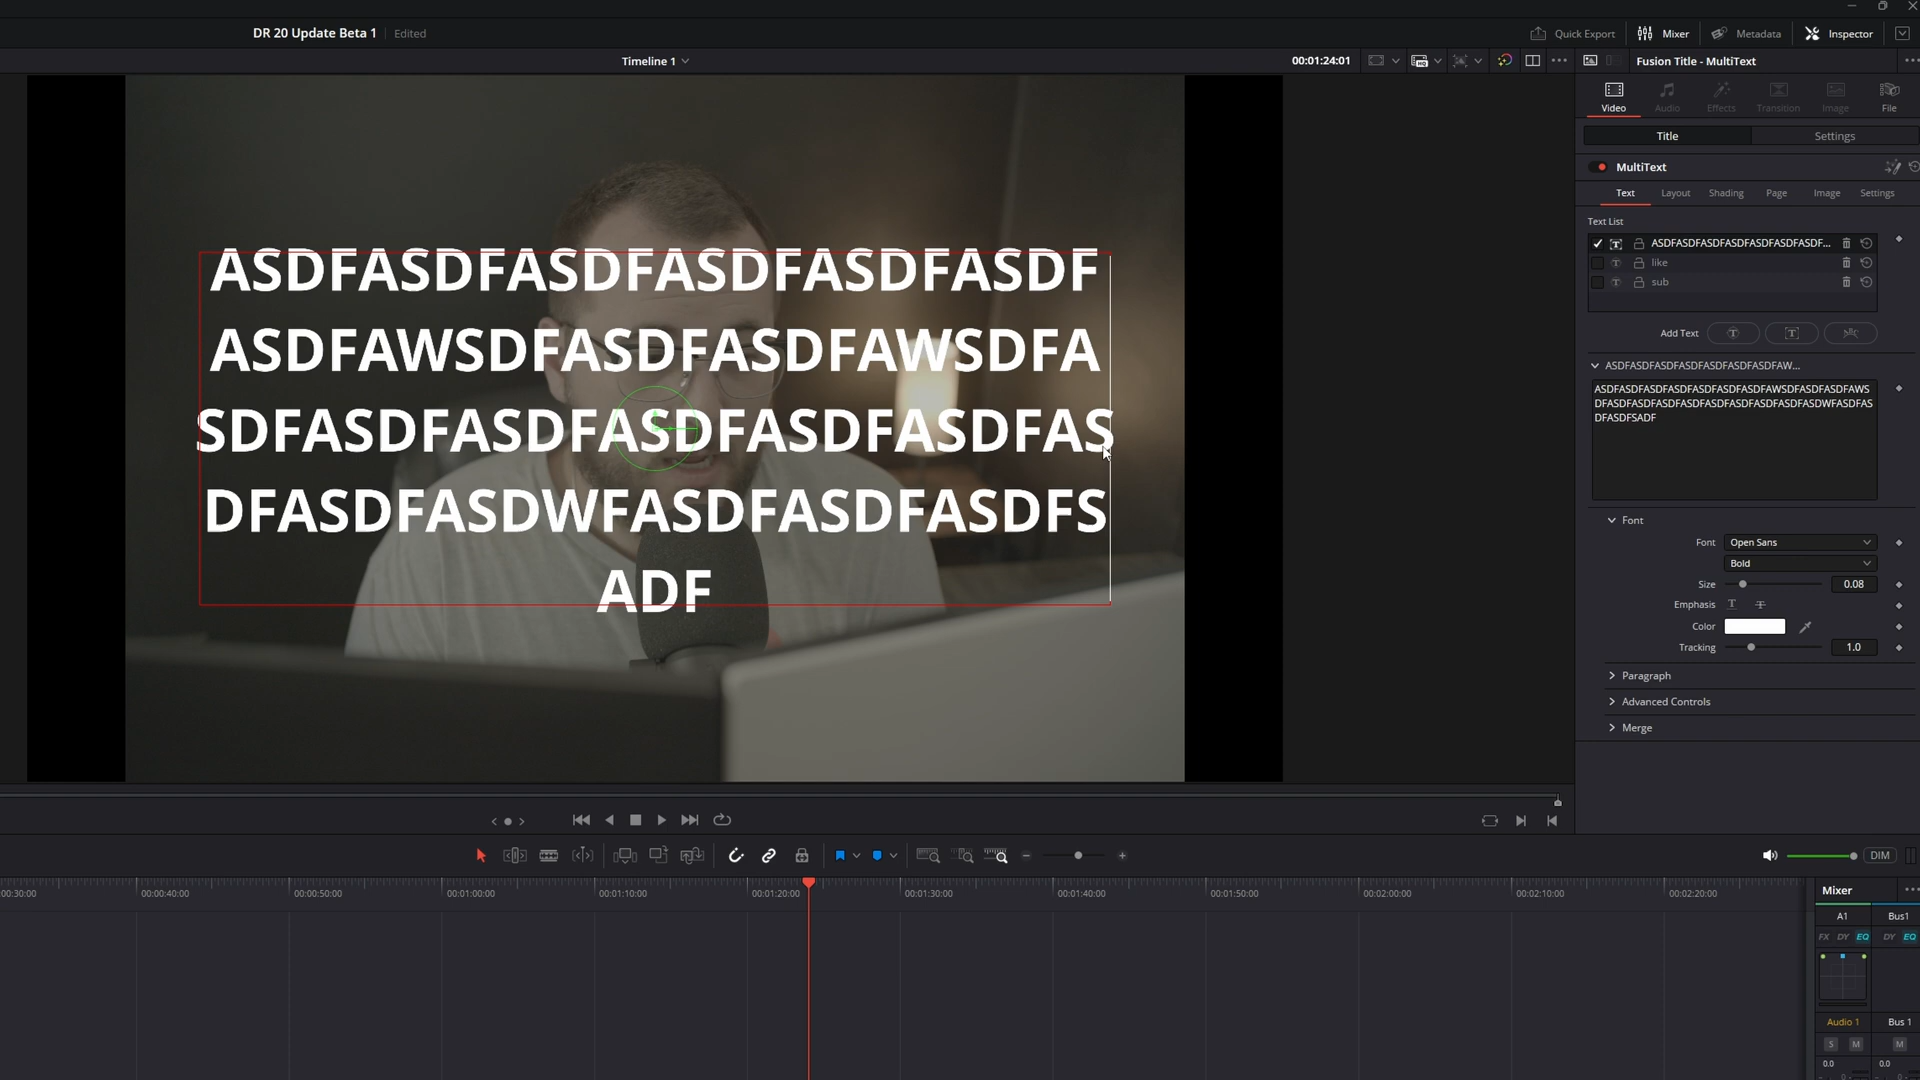 DR 20 Update Beta 1 Edited
Quick Export Mixer Metadata Inspector
Timeline 1 00:01:24:01 Fusion Title - MultiText
Video Audio Effects Transition Image File
Title Settings
MultiText
Text Layout Shading Page Image Settings
Text List
ASDFASDFASDFASDFASDFASDFASDF...
like
sub
Add Text
ASDFASDFASDFASDFASDFASDFASDFAW...
ASDFASDFASDFASDFASDFASDFASDFAWSDFASDFASDFAWS
DFASDFASDFASDFASDFASDFASDFASDFASDFASDWFASDFAS
DFASDFSADF
ASDFASDFASDFASDFASDFASDF
ASDFAWSDFASDFASDFAWSDFA
SDFASDFASDFASDFASDFASDFAS
DFASDFASDWFASDFASDFASDFS
ADF
Font
Font Open Sans
Bold
Size 0.08
Emphasis T T
Color
Tracking 1.0
Paragraph
Advanced Controls
Merge
DIM
00:30:00 00:00:40:00 00:00:50:00 00:01:00:00 00:01:10:00 00:01:20:00 00:01:30:00 00:01:40:00 00:01:50:00 00:02:00:00 00:02:10:00 00:02:20:00
Mixer
A1 Bus1
FX DY EQ DY EQ
Audio 1 Bus 1
S M M
0.0 0.0